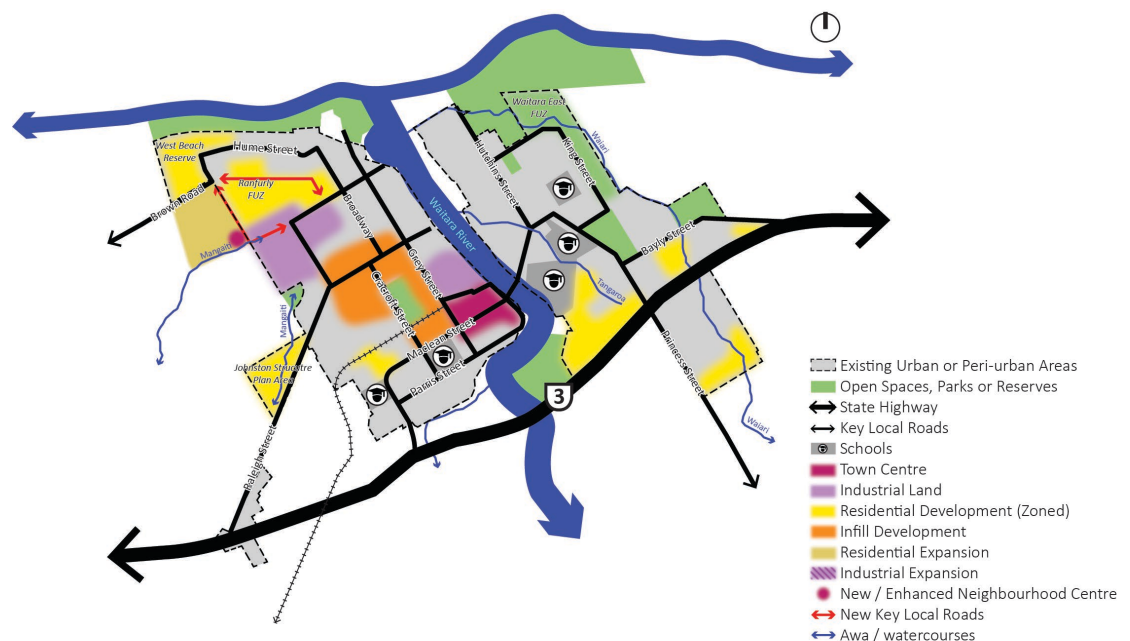 Waitara East
FUZ
Waiari
West Beach
Reserve
Hume Street
Hutchins Street
King Street
Ranfurly
FUZ
Brown Road
Broadway
Waitara River
Bayly Street
Mangaiti
Grey Street
Tangaroa
Mangaiti
Cracroft Street
Maclean Street
Princess Street
Johnston Structre
Plan Area
Parris Street
3
Waiari
Raleigh Street
Existing Urban or Peri-urban Areas
Open Spaces, Parks or Reserves
State Highway
Key Local Roads
Schools
Town Centre
Industrial Land
Residential Development (Zoned)
Infill Development
Residential Expansion
Industrial Expansion
New / Enhanced Neighbourhood Centre
New Key Local Roads
Awa / watercourses